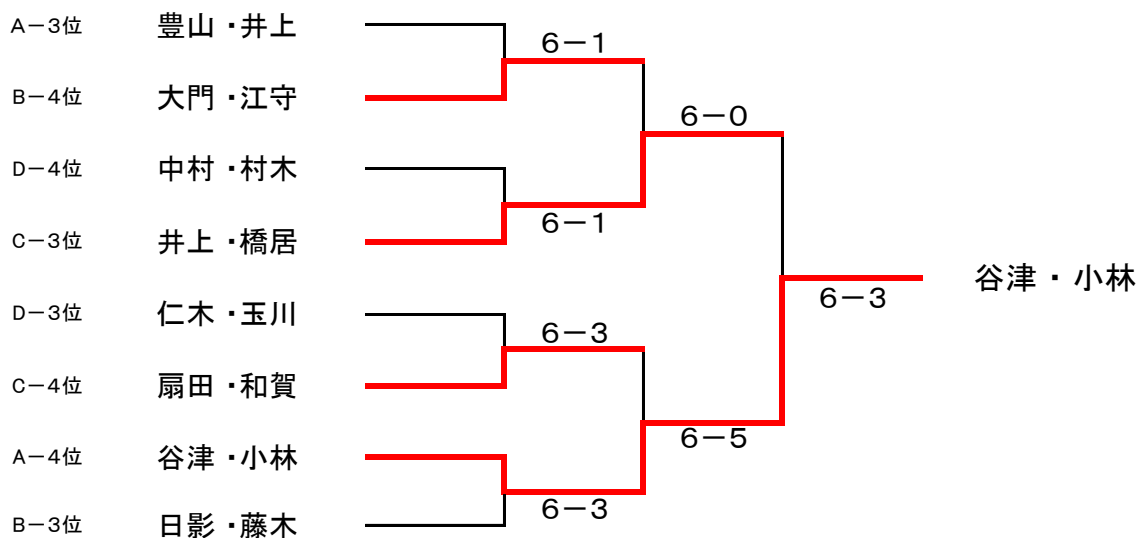 A－3位 豊山・井上
6－1
B－4位 大門・江守
6－0
D－4位 中村・村木
6－1
C－3位 井上・橋居
谷津・小林
6－3
D－3位 仁木・玉川
6－3
C－4位 扇田・和賀
6－5
A－4位 谷津・小林
6－3
B－3位 日影・藤木